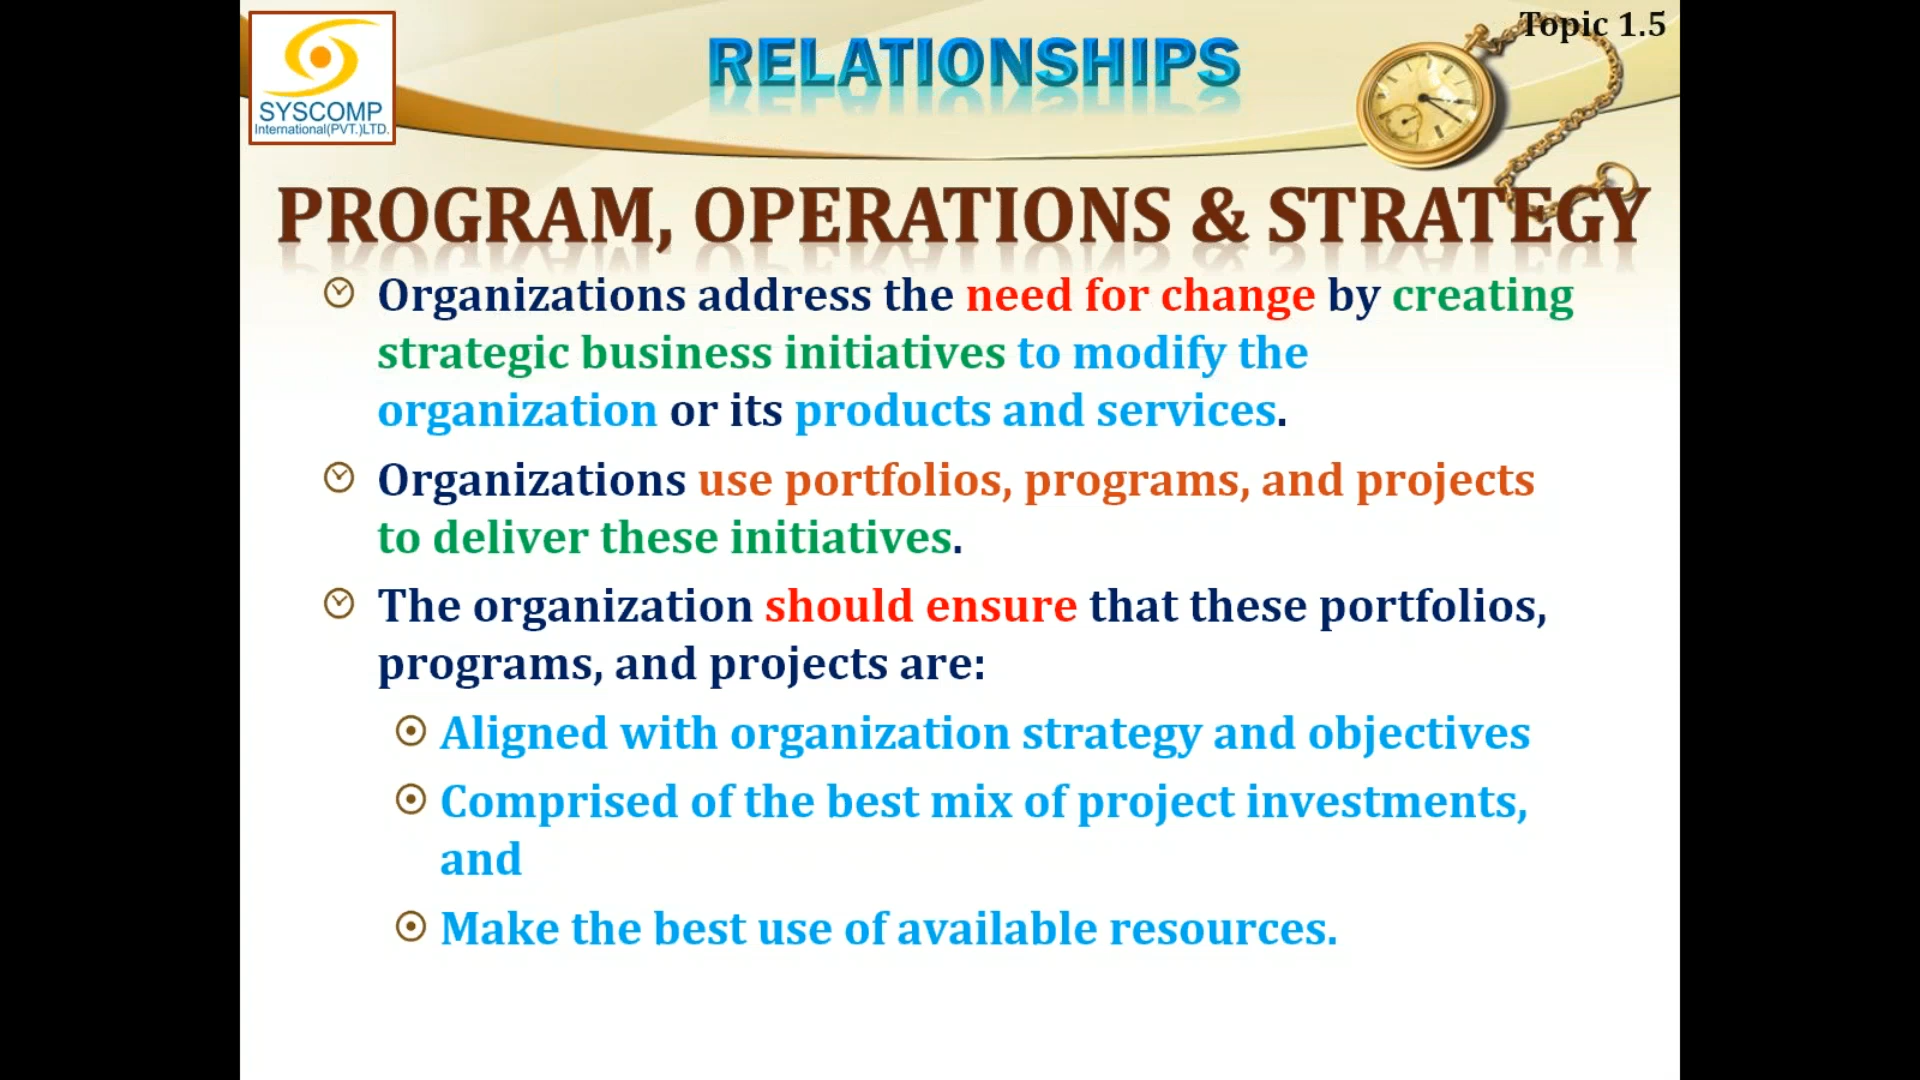 Topic 1.5
SYSCOMP
International(PVT.)LTD.
RELATIONSHIPS
PROGRAM, OPERATIONS & STRATEGY
Organizations address the need for change by creating
strategic business initiatives to modify the
organization or its products and services.
Organizations use portfolios, programs, and projects
to deliver these initiatives.
The organization should ensure that these portfolios,
programs, and projects are:
Aligned with organization strategy and objectives
Comprised of the best mix of project investments,
and
Make the best use of available resources.